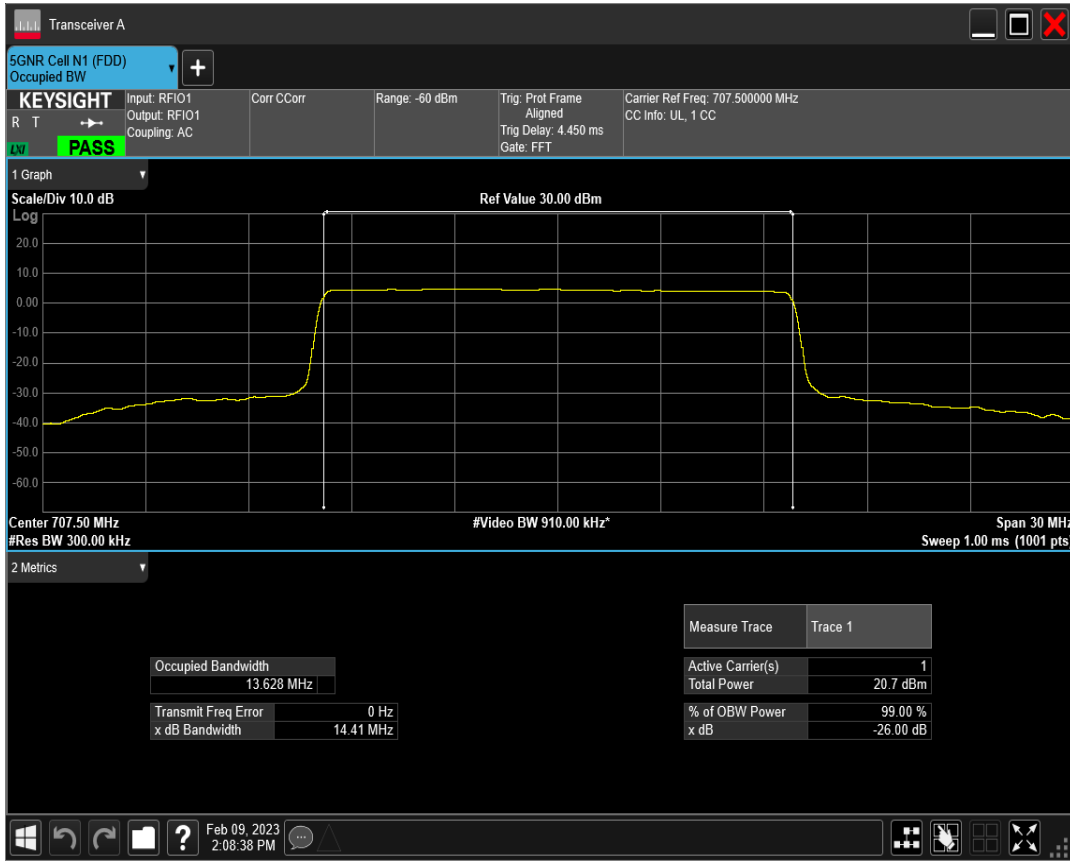 Transceiver A
5GNR Cell N1 (FDD)
Occupied BW
+
KEYSIGHT
R T
LXI
PASS
Input: RFIO1
Output: RFIO1
Coupling: AC
Corr CCorr
Range: -60 dBm
Trig: Prot Frame
Aligned
Trig Delay: 4.450 ms
Gate: FFT
Carrier Ref Freq: 707.500000 MHz
CC Info: UL, 1 CC
1 Graph
Scale/Div 10.0 dB
Ref Value 30.00 dBm
Log
20.0
10.0
0.00
-10.0
-20.0
-30.0
-40.0
-50.0
-60.0
Center 707.50 MHz
#Video BW 910.00 kHz*
Span 30 MHz
#Res BW 300.00 kHz
Sweep 1.00 ms (1001 pts)
2 Metrics
Measure Trace
Trace 1
Occupied Bandwidth
13.628 MHz
Active Carrier(s) 1
Total Power 20.7 dBm
Transmit Freq Error 0 Hz
x dB Bandwidth 14.41 MHz
% of OBW Power 99.00 %
x dB -26.00 dB
?
Feb 09, 2023
2:08:38 PM